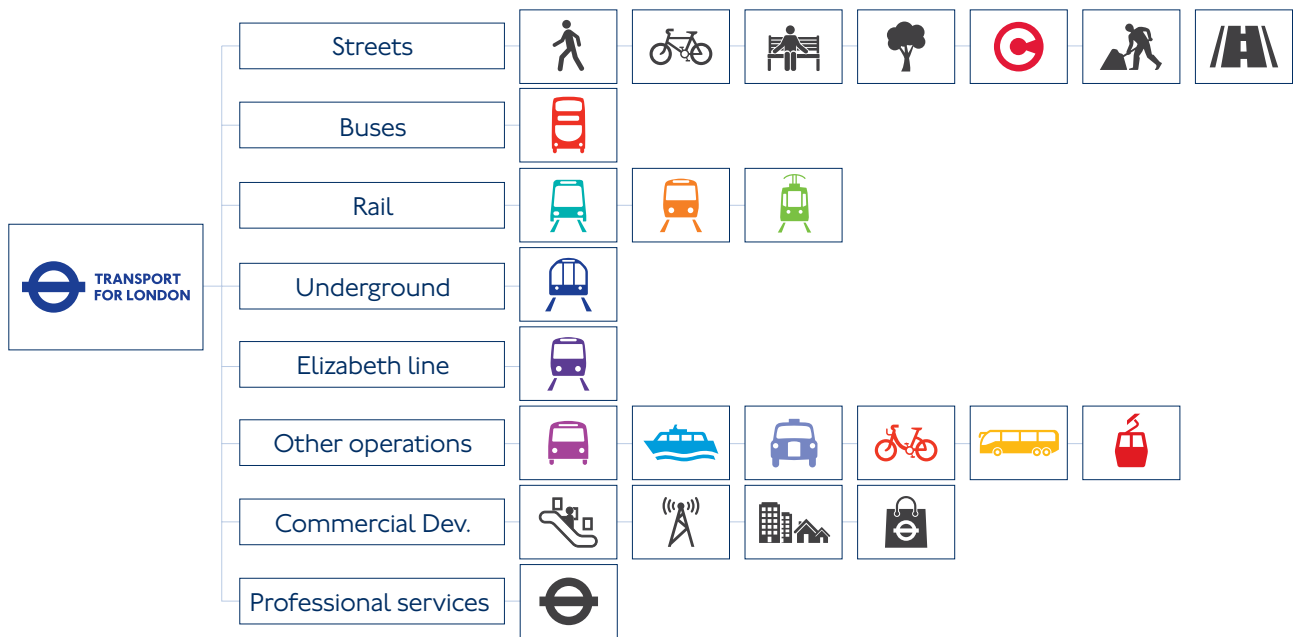 Streets
Buses
Rail
TRANSPORT
FOR LONDON
Underground
Elizabeth line
Other operations
Commercial Dev.
Professional services